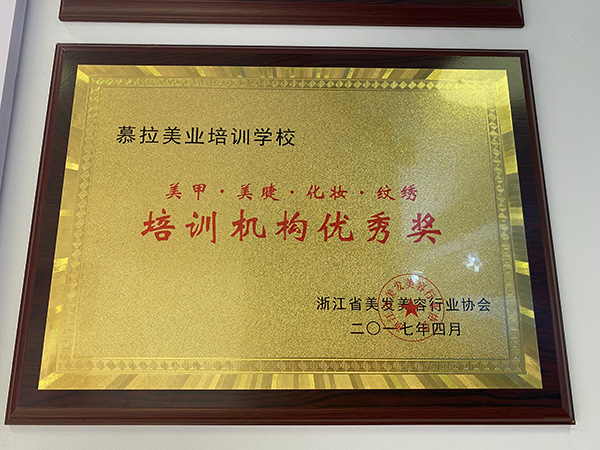 慕拉美业培训学校
美甲·美睫·化妆·纹绣
培训机构优秀奖
浙江省美发美容行业协会
二〇一七年四月